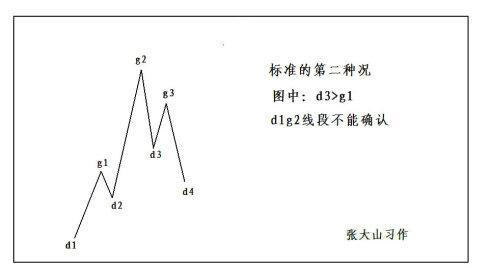 g2
标准的第二种况
g3
图中：d3>g1
d1g2线段不能确认
d3
g1
d4
d2
张大山习作
d1